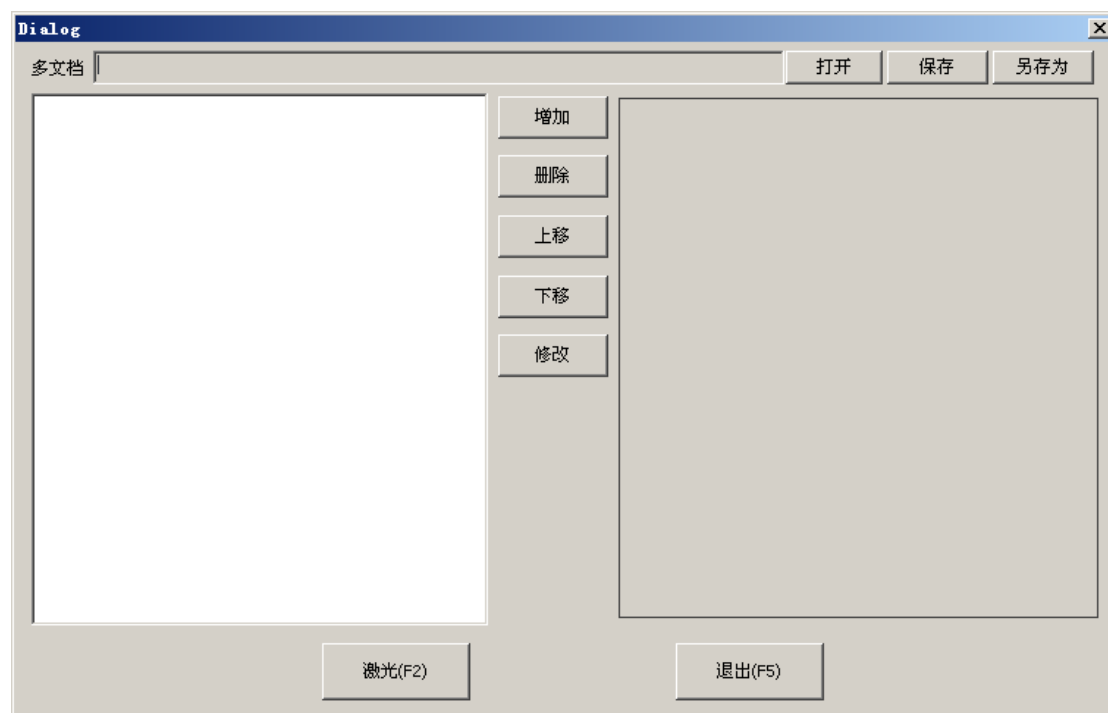 Dialog
多文档 打开 保存 另存为
增加
删除
上移
下移
修改
激光(F2) 退出(F5)